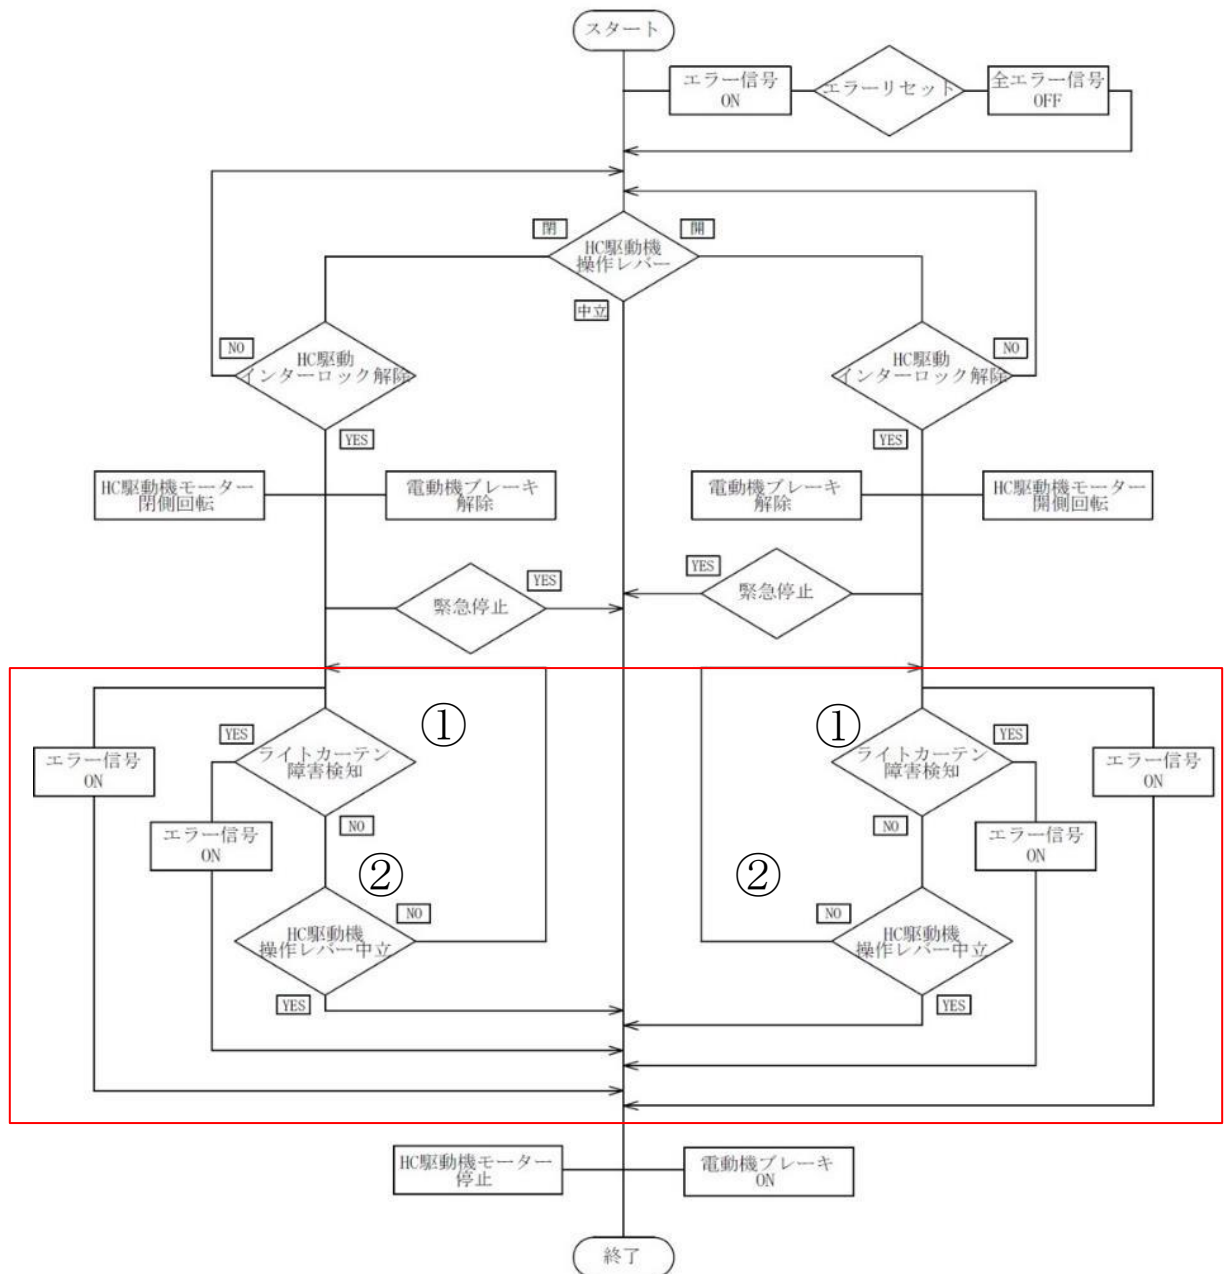 スタート
エラー信号
ON
エラーリセット
全エラー信号
OFF
閉
開
HC駆動機
操作レバー
中立
NO
HC駆動
インターロック解除
YES
HC駆動
インターロック解除
NO
YES
HC駆動機モーター
閉側回転
電動機ブレーキ
解除
電動機ブレーキ
解除
HC駆動機モーター
開側回転
緊急停止
YES
YES
緊急停止
エラー信号
ON
YES
ライトカーテン
障害検知
①
NO
エラー信号
ON
②
HC駆動機
操作レバー中立
NO
YES
①
ライトカーテン
障害検知
YES
エラー信号
ON
NO
エラー信号
ON
②
NO
HC駆動機
操作レバー中立
YES
HC駆動機モーター
停止
電動機ブレーキ
ON
終了